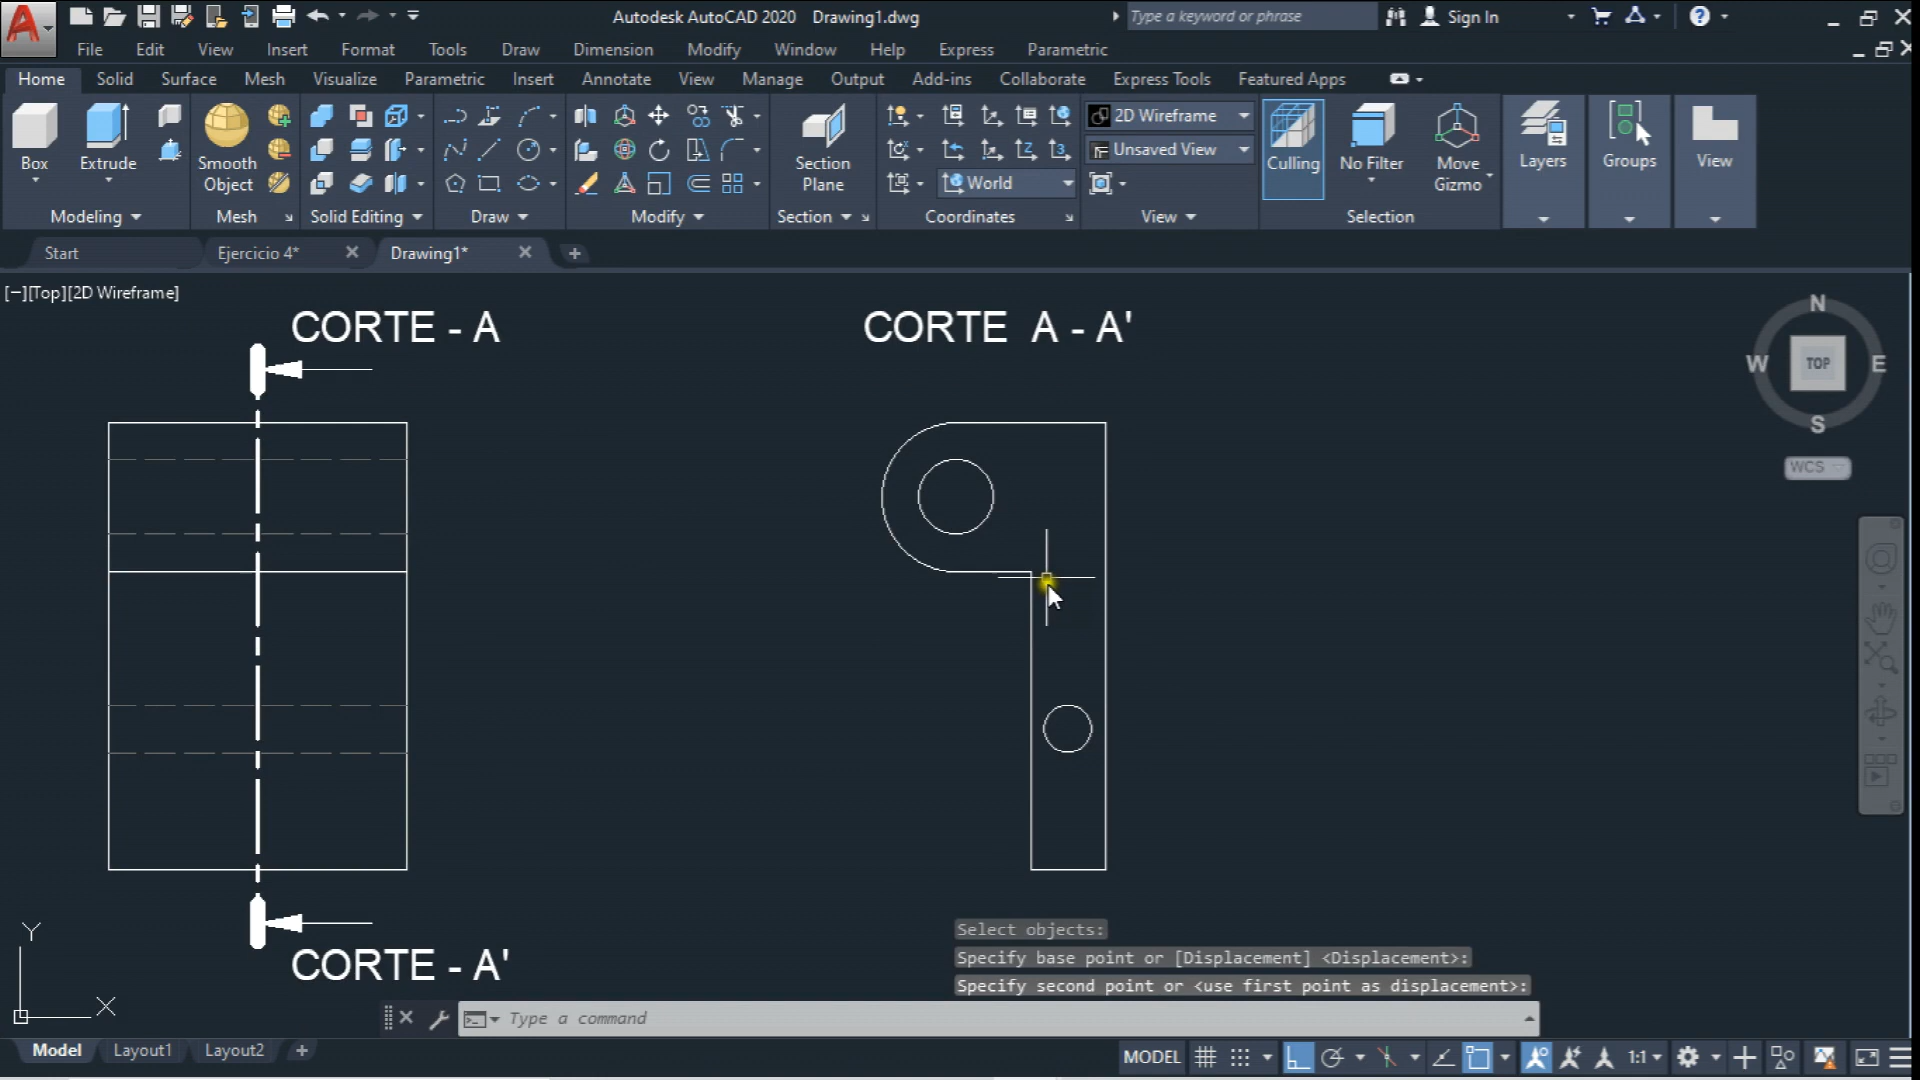 Autodesk AutoCAD 2020 Drawing1.dwg
Type a keyword or phrase
Sign In
File Edit View Insert Format Tools Draw Dimension Modify Window Help Express Parametric
Home Solid Surface Mesh Visualize Parametric Insert Annotate View Manage Output Add-ins Collaborate Express Tools Featured Apps
2D Wireframe
Unsaved View
World
Box Extrude Smooth Object Section Plane Culling No Filter Move Gizmo Layers Groups View
Modeling Mesh Solid Editing Draw Modify Section Coordinates View Selection
Start Ejercicio 4* Drawing1*
[−][Top][2D Wireframe]
CORTE - A
CORTE A - A'
N
W TOP E
S
WCS
CORTE - A'
Y
X
Select objects:
Specify base point or [Displacement] <Displacement>:
Specify second point or <use first point as displacement>:
Type a command
Model Layout1 Layout2
MODEL 1:1